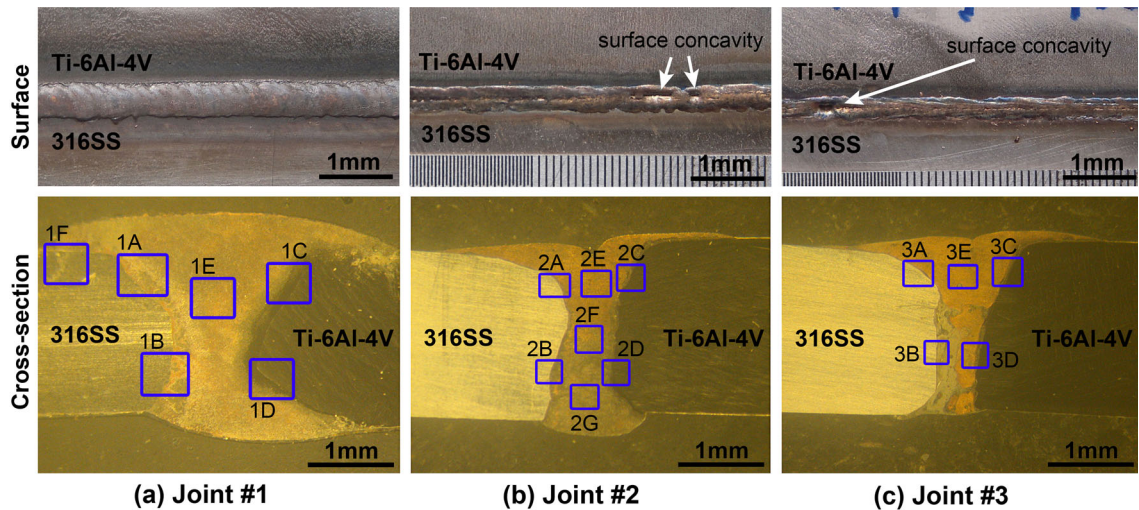 Surface
Ti-6Al-4V
316SS
1mm
surface concavity
Ti-6Al-4V
316SS
1mm
surface concavity
Ti-6Al-4V
316SS
1mm
Cross-section
1F
1A
1E
1C
316SS
Ti-6Al-4V
1B
1D
1mm
2A
2E
2C
316SS
2F
Ti-6Al-4V
2B
2D
2G
1mm
3A
3E
3C
316SS
Ti-6Al-4V
3B
3D
1mm
(a) Joint #1
(b) Joint #2
(c) Joint #3